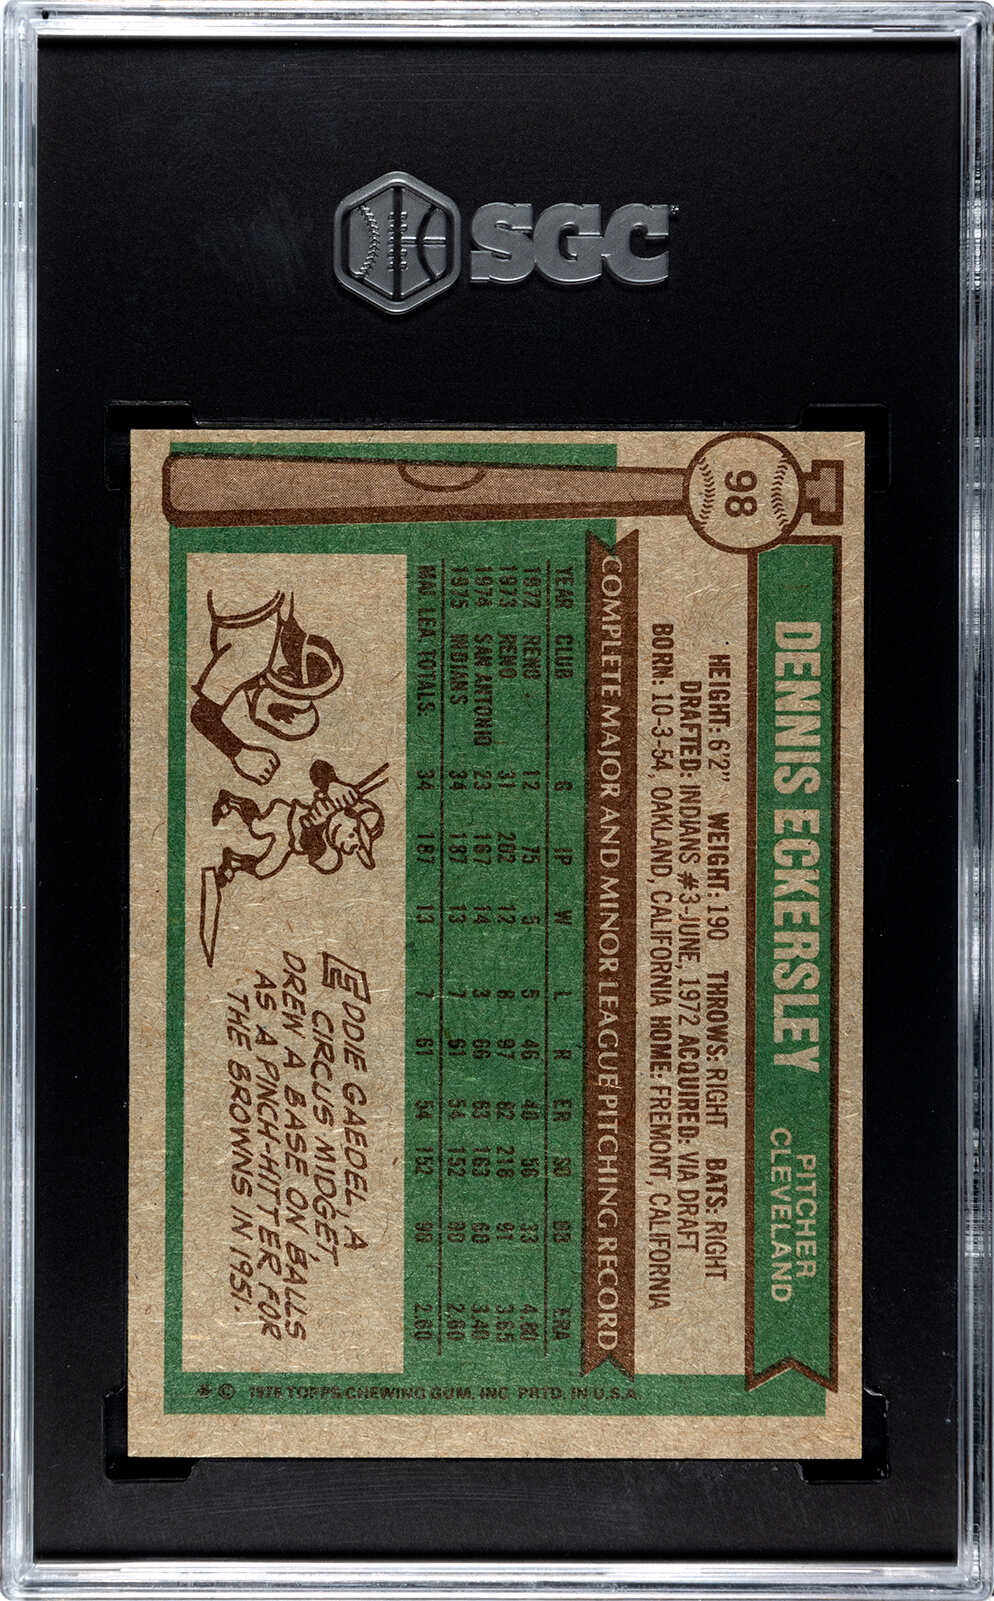 SGC
98
DENNIS ECKERSLEY
PITCHER
CLEVELAND
HEIGHT: 6'2" WEIGHT: 190 THROWS: RIGHT BATS: RIGHT
DRAFTED: INDIANS #3-JUNE, 1972 ACQUIRED: VIA DRAFT
BORN: 10-3-54, OAKLAND, CALIFORNIA HOME: FREMONT, CALIFORNIA
COMPLETE MAJOR AND MINOR LEAGUE PITCHING RECORD
YEAR CLUB G IP W L R ER SO BB ERA
1972 RENO 12 75 5 5 46 40 56 33 4.80
1973 RENO 31 202 12 8 97 82 218 91 3.65
1974 SAN ANTONIO 23 167 14 3 66 63 163 60 3.40
1975 INDIANS 34 187 13 7 61 54 152 90 2.60
MAJ. LEA. TOTALS. 34 187 13 7 61 54 152 90 2.60
EDDIE GAEDEL, A
CIRCUS MIDGET,
DREW A BASE ON BALLS
AS A PINCH-HITTER FOR
THE BROWNS IN 1951.
* © 1976 TOPPS CHEWING GUM, INC. PRTD. IN U.S.A.